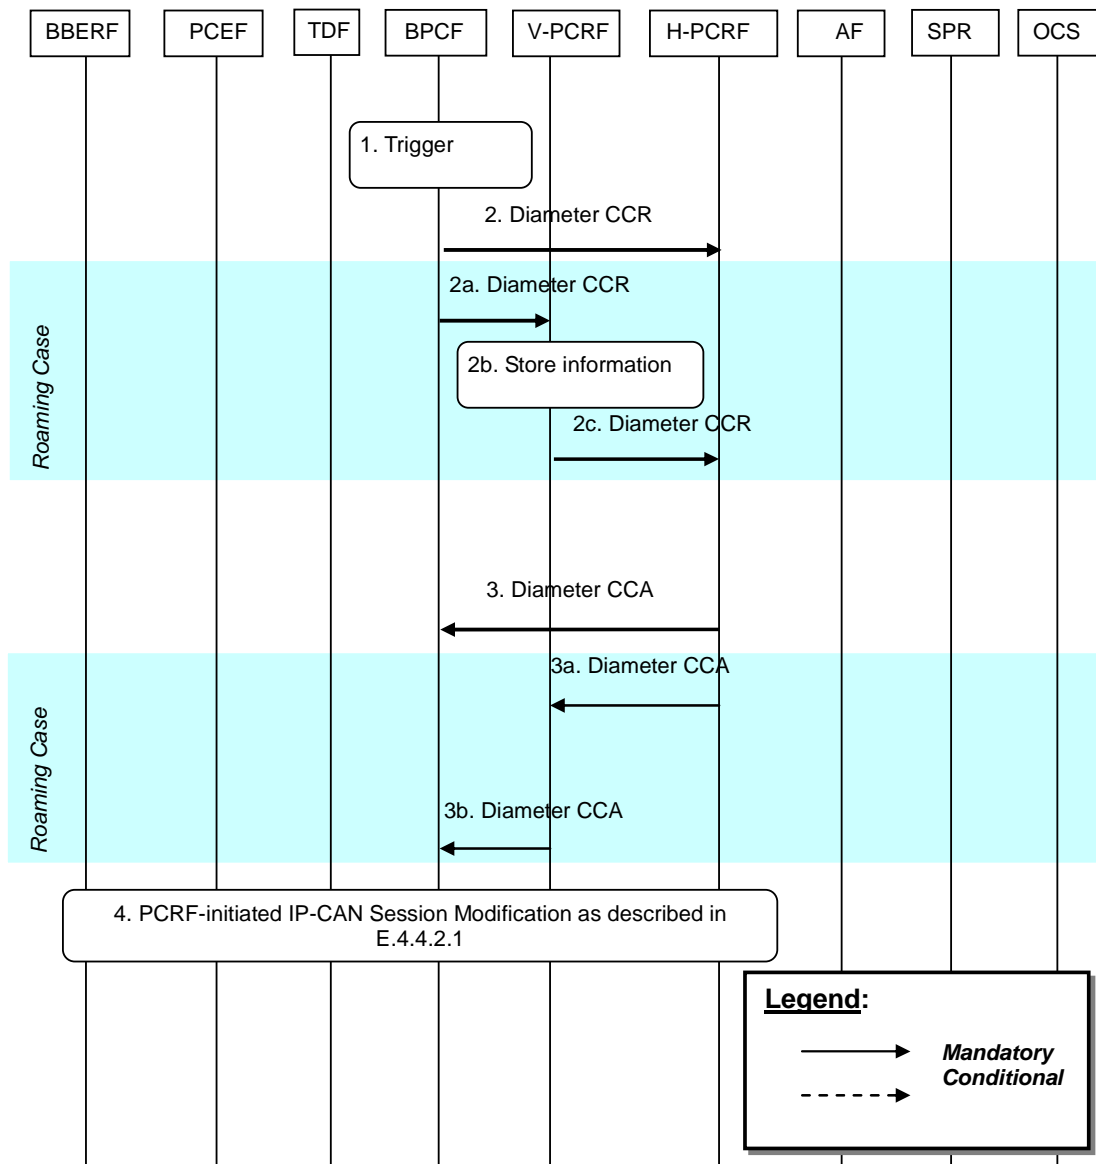 BBERF
PCEF
TDF
BPCF
V-PCRF
H-PCRF
AF
SPR
OCS
1. Trigger
2. Diameter CCR
2a. Diameter CCR
2b. Store information
2c. Diameter CCR
Roaming Case
3. Diameter CCA
3a. Diameter CCA
3b. Diameter CCA
Roaming Case
4. PCRF-initiated IP-CAN Session Modification as described in
E.4.4.2.1
Legend:
Mandatory
Conditional